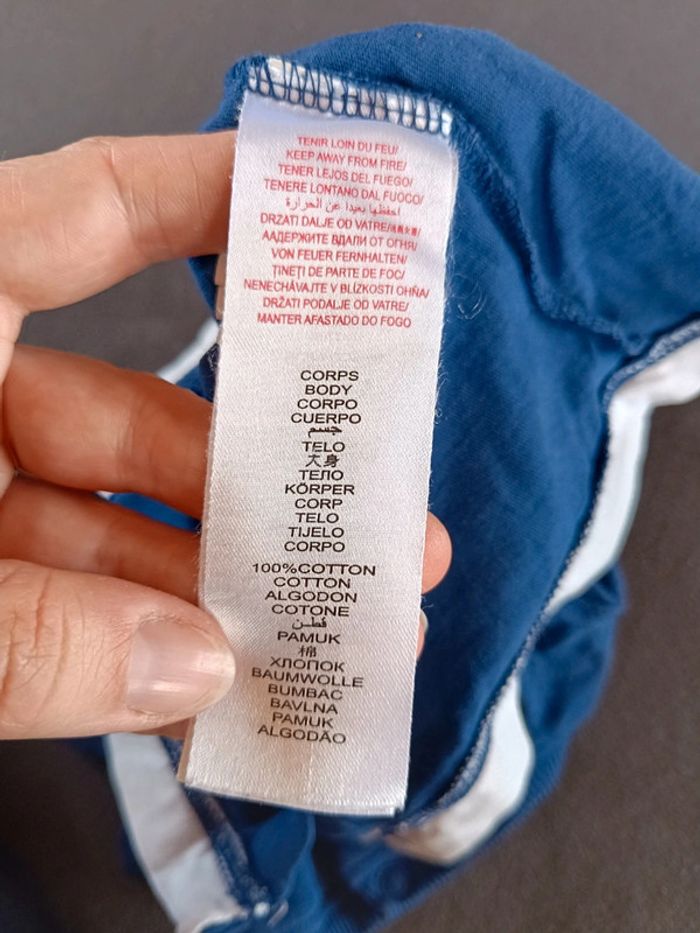 TENIR LOIN DU FEU/
KEEP AWAY FROM FIRE/
TENER LEJOS DEL FUEGO/
TENERE LONTANO DAL FUOCO/
احفظها بعيدا عن الحرارة/
DRŽATI DALJE OD VATRE/
ААДЕРЖИТЕ ВДАЛИ ОТ ОГНЯ/
VON FEUER FERNHALTEN/
ȚINEȚI DE PARTE DE FOC/
NENECHÁVAJTE V BLÍZKOSTI OHŇA/
DRŽATI PODALJE OD VATRE/
MANTER AFASTADO DO FOGO
CORPS
BODY
CORPO
CUERPO
جسم
TELO
大身
ТЕЛО
KÖRPER
CORP
TELO
TIJELO
CORPO
100%COTTON
COTTON
ALGODON
COTONE
قطن
PAMUK
棉
ХЛОПОК
BAUMWOLLE
BUMBAC
BAVLNA
PAMUK
ALGODÃO